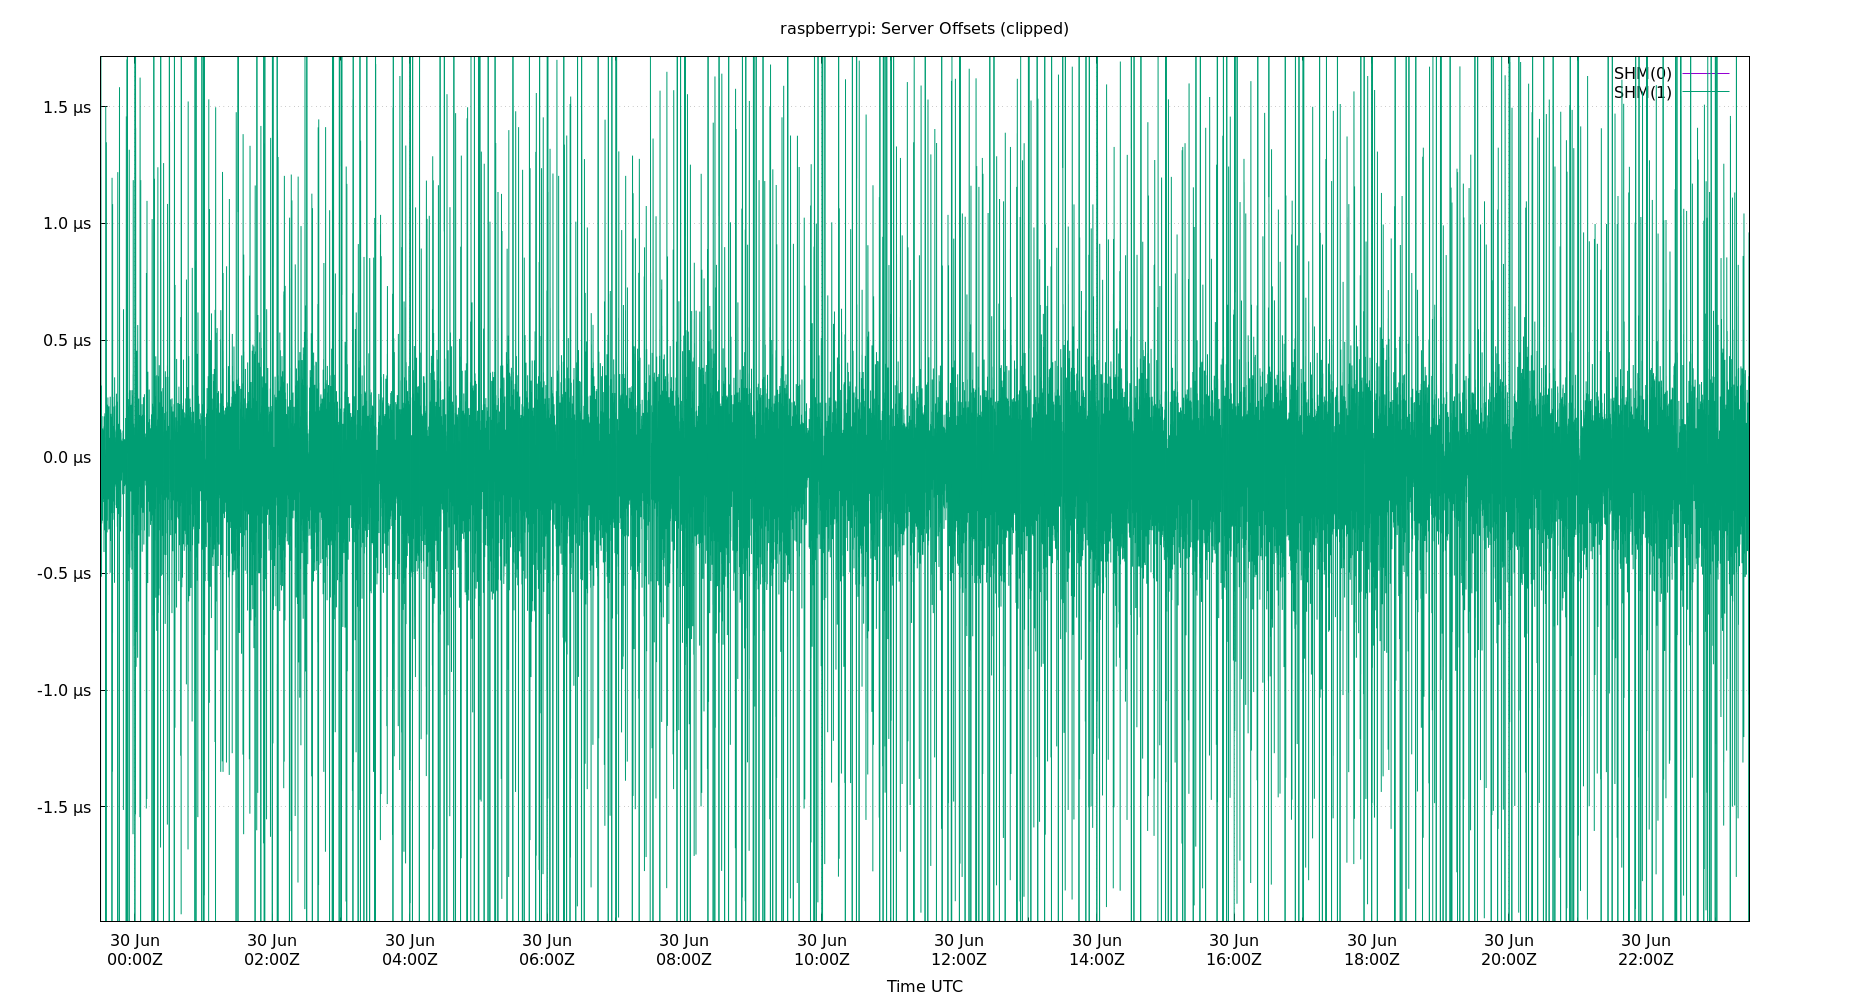 raspberrypi: Server Offsets (clipped)
SHM(0)
SHM(1)
1.5 µs
1.0 µs
0.5 µs
0.0 µs
-0.5 µs
-1.0 µs
-1.5 µs
30 Jun 30 Jun 30 Jun 30 Jun 30 Jun 30 Jun 30 Jun 30 Jun 30 Jun 30 Jun 30 Jun 30 Jun
00:00Z 02:00Z 04:00Z 06:00Z 08:00Z 10:00Z 12:00Z 14:00Z 16:00Z 18:00Z 20:00Z 22:00Z
Time UTC